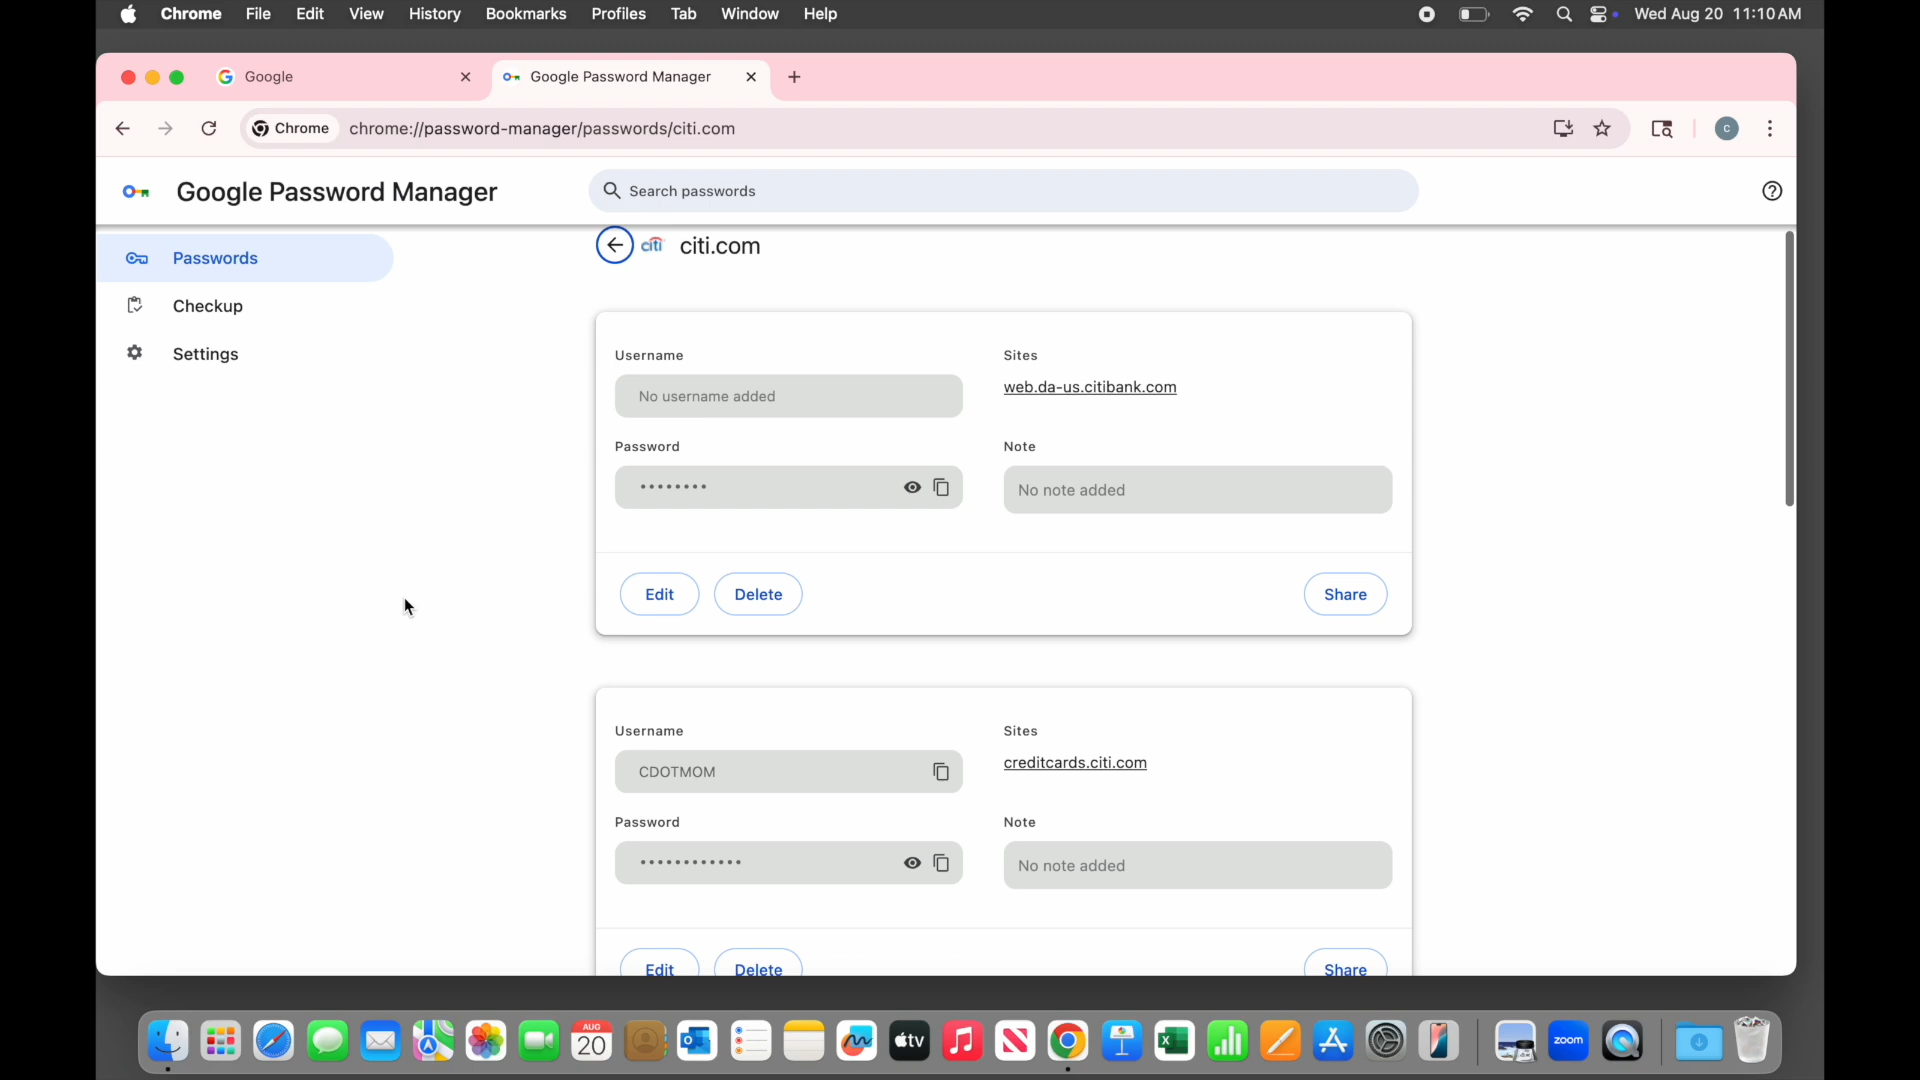 Chrome File Edit View History Bookmarks Profiles Tab Window Help Wed Aug 20 11:10 AM
Google Google Password Manager
Chrome chrome://password-manager/passwords/citi.com c
Google Password Manager Search passwords
citi citi.com
Passwords
Checkup
Settings
Username Sites
No username added web.da-us.citibank.com
Password Note
•••••••• No note added
Edit Delete Share
Username Sites
CDOTMOM creditcards.citi.com
Password Note
•••••••••••• No note added
Edit Delete Share
AUG
20 tv zoom